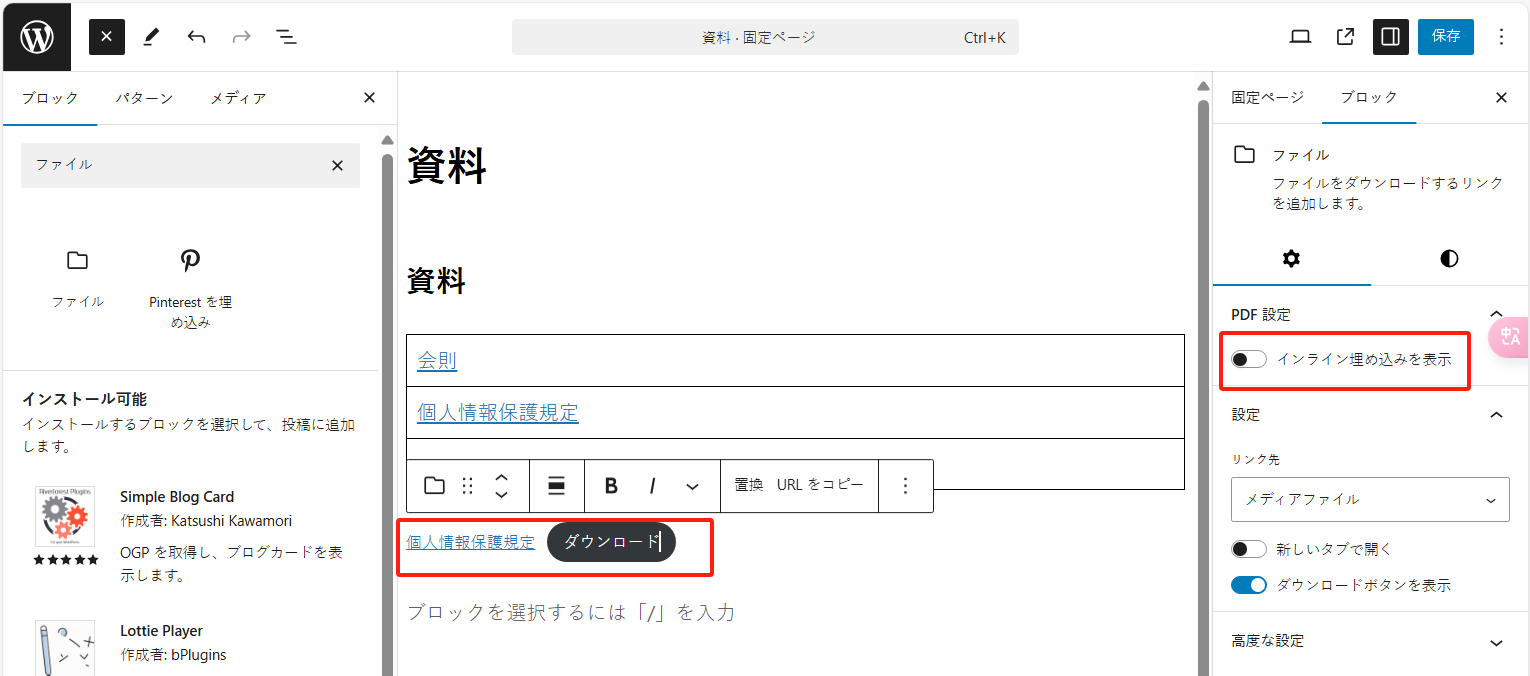 資料 · 固定ページ
Ctrl+K
保存
ブロック
パターン
メディア
ファイル
ファイル
Pinterest を埋
め込み
インストール可能
インストールするブロックを選択して、投稿に追加
します。
Riverforest Plugins
Simple Blog Card
作成者: Katsushi Kawamori
OGP を取得し、ブログカードを表
示します。
Lottie Player
作成者: bPlugins
資料
資料
会則
個人情報保護規定
B
I
置換
URL をコピー
個人情報保護規定
ダウンロード
ブロックを選択するには「/」を入力
固定ページ
ブロック
ファイル
ファイルをダウンロードするリンク
を追加します。
PDF 設定
インライン埋め込みを表示
設定
リンク先
メディアファイル
新しいタブで開く
ダウンロードボタンを表示
高度な設定